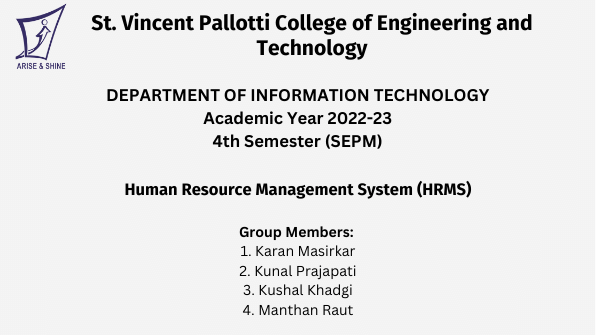 St. Vincent Pallotti College of Engineering and
Technology
ARISE & SHINE
DEPARTMENT OF INFORMATION TECHNOLOGY
Academic Year 2022-23
4th Semester (SEPM)
Human Resource Management System (HRMS)
Group Members:
1. Karan Masirkar
2. Kunal Prajapati
3. Kushal Khadgi
4. Manthan Raut